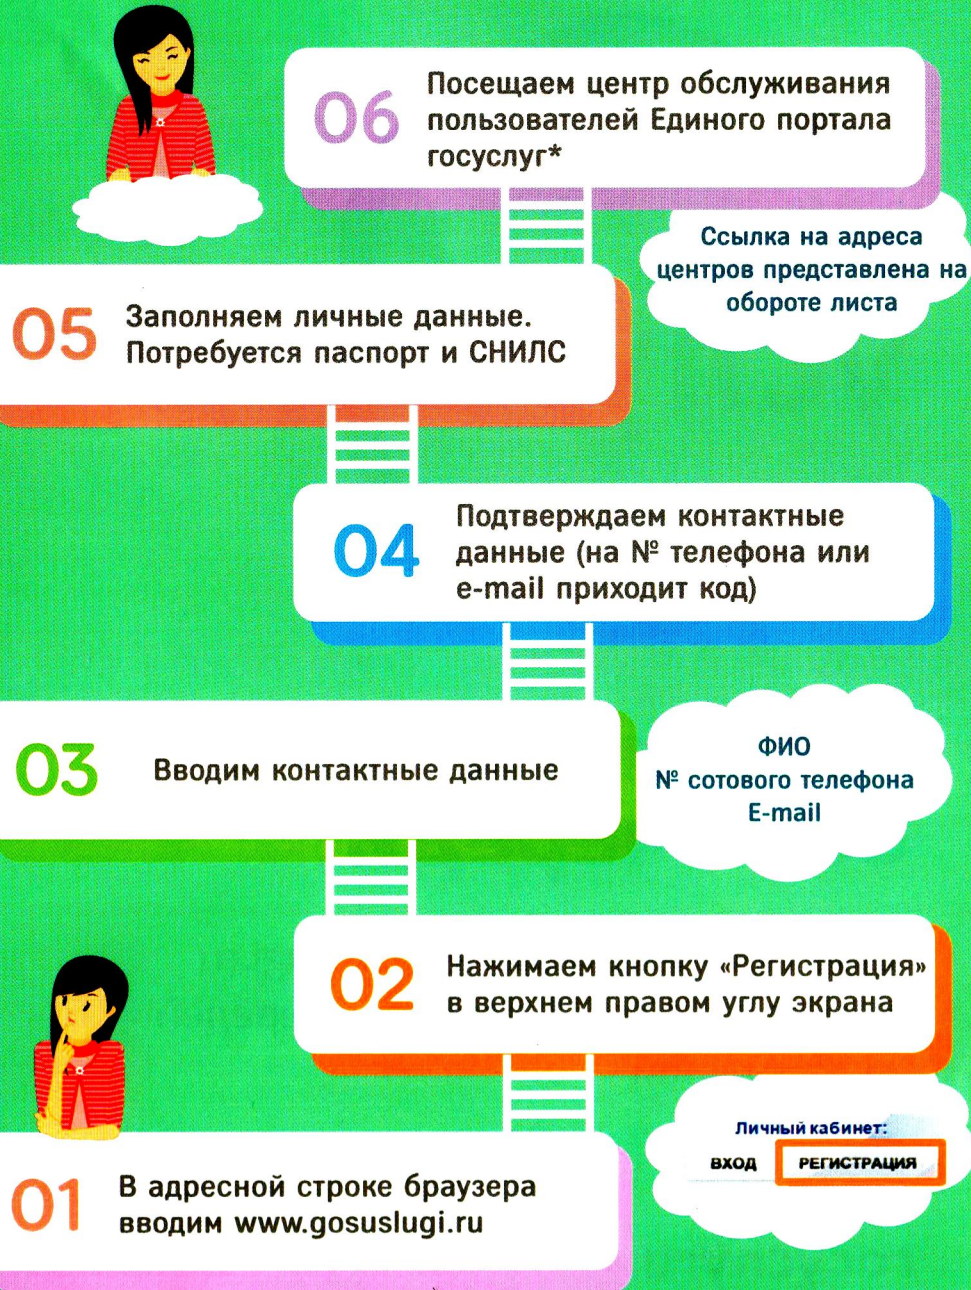 06
Посещаем центр обслуживания
пользователей Единого портала
госуслуг*
Ссылка на адреса
центров представлена на
обороте листа
05
Заполняем личные данные.
Потребуется паспорт и СНИЛС
04
Подтверждаем контактные
данные (на № телефона или
e-mail приходит код)
03
Вводим контактные данные
ФИО
№ сотового телефона
E-mail
02
Нажимаем кнопку «Регистрация»
в верхнем правом углу экрана
Личный кабинет:
ВХОД РЕГИСТРАЦИЯ
01
В адресной строке браузера
вводим www.gosuslugi.ru